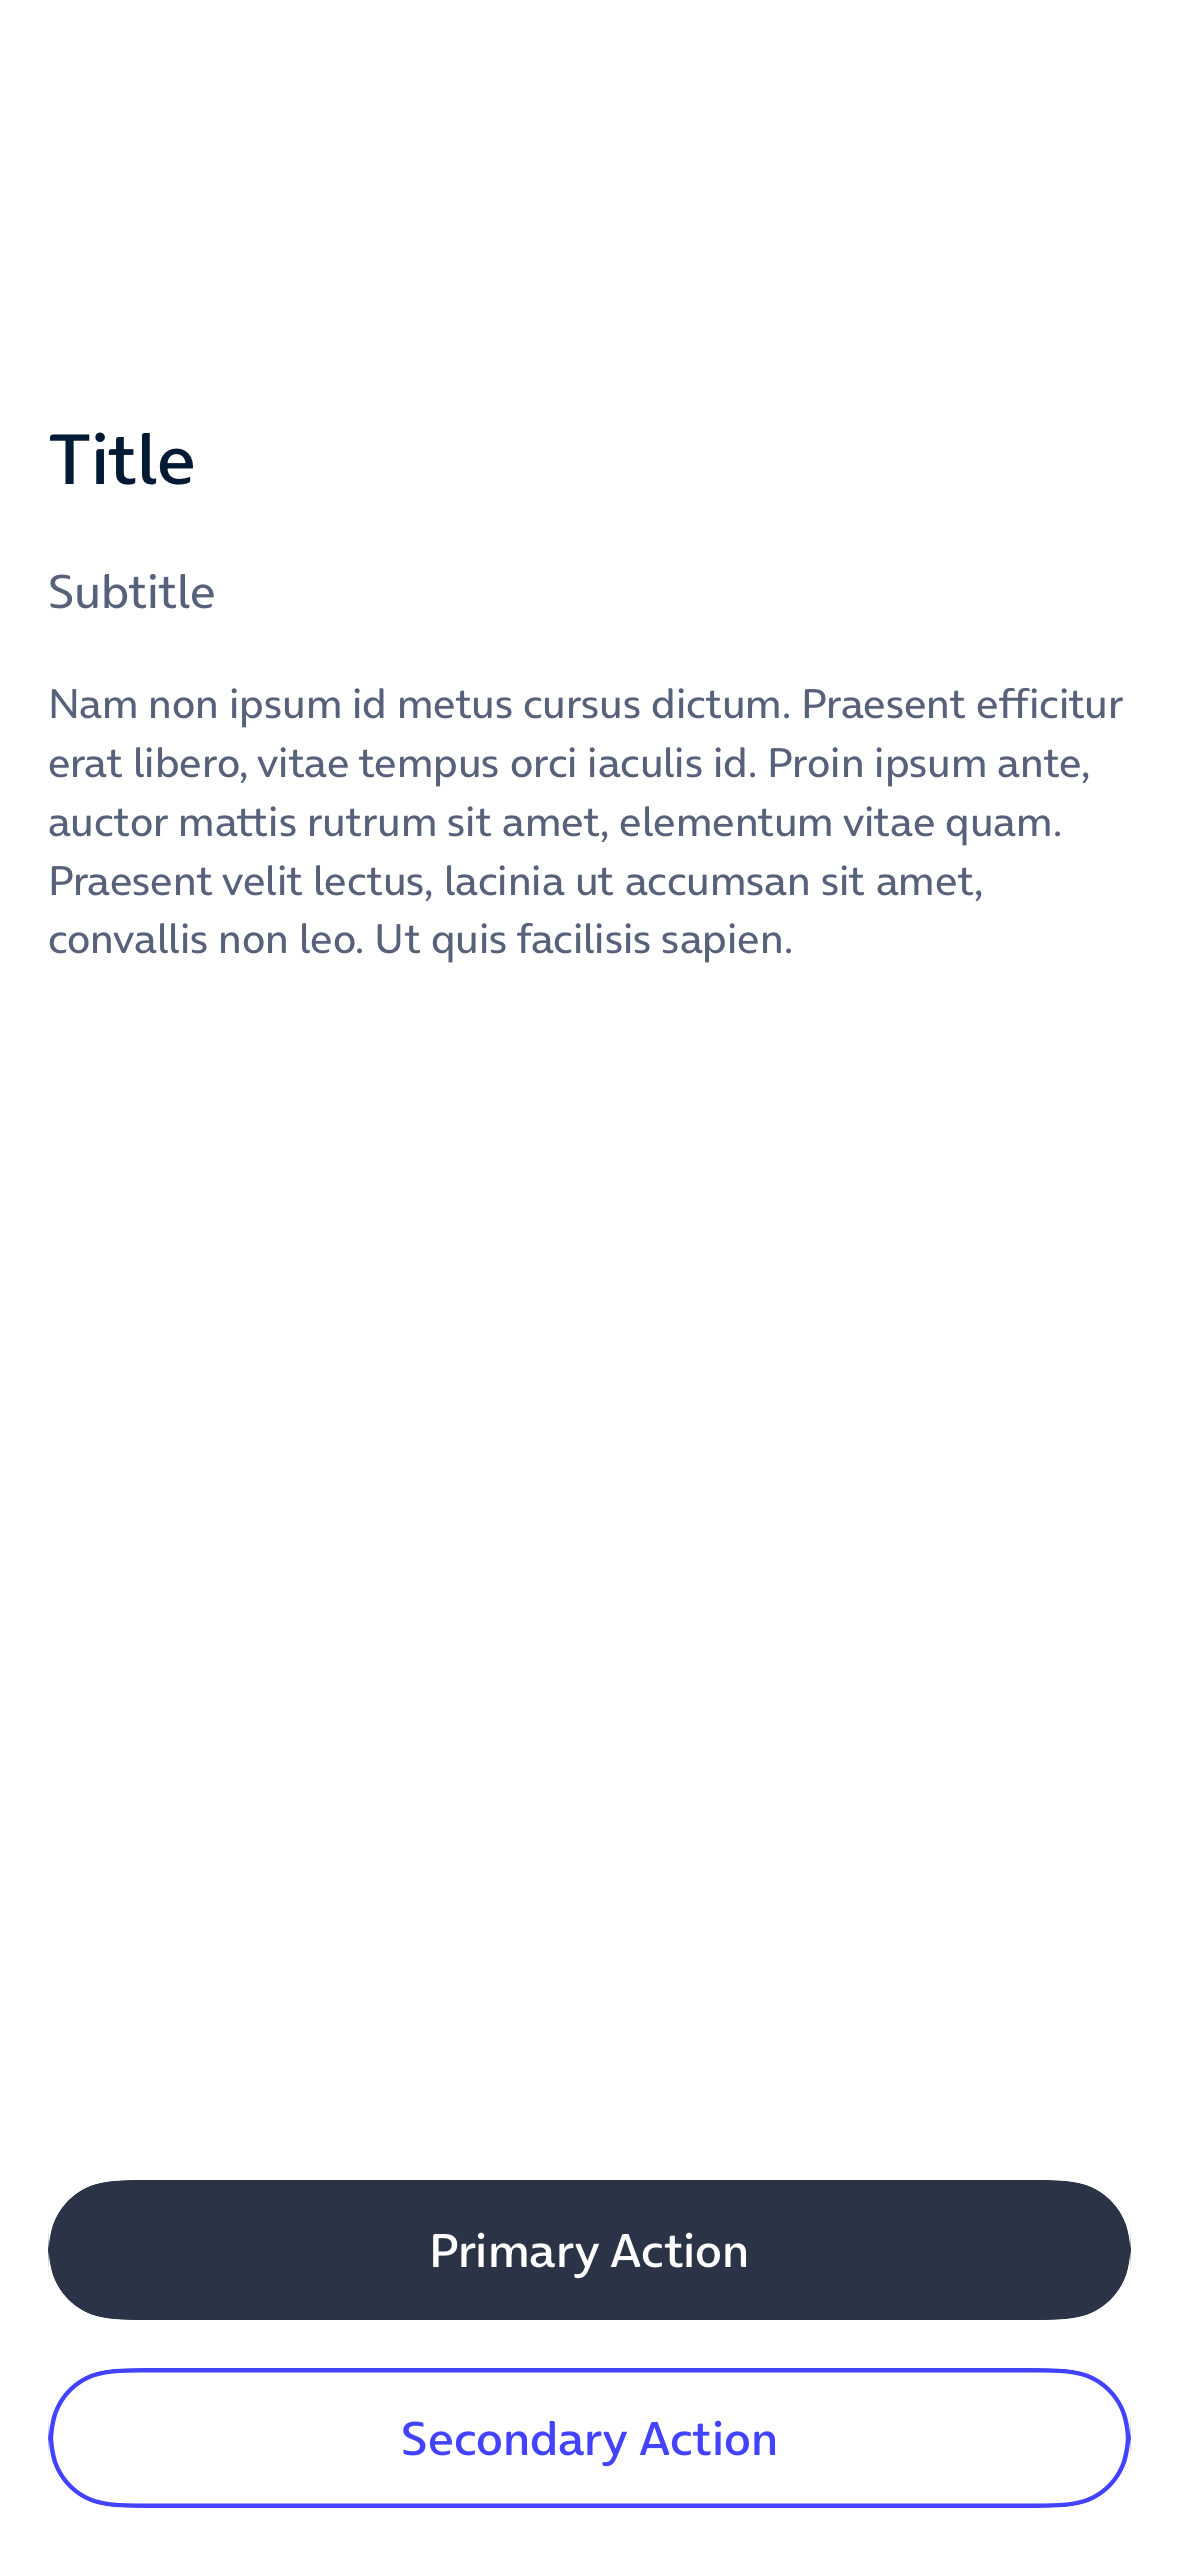 Title
Subtitle
Nam non ipsum id metus cursus dictum. Praesent efficitur
erat libero, vitae tempus orci iaculis id. Proin ipsum ante,
auctor mattis rutrum sit amet, elementum vitae quam.
Praesent velit lectus, lacinia ut accumsan sit amet,
convallis non leo. Ut quis facilisis sapien.
Primary Action
Secondary Action